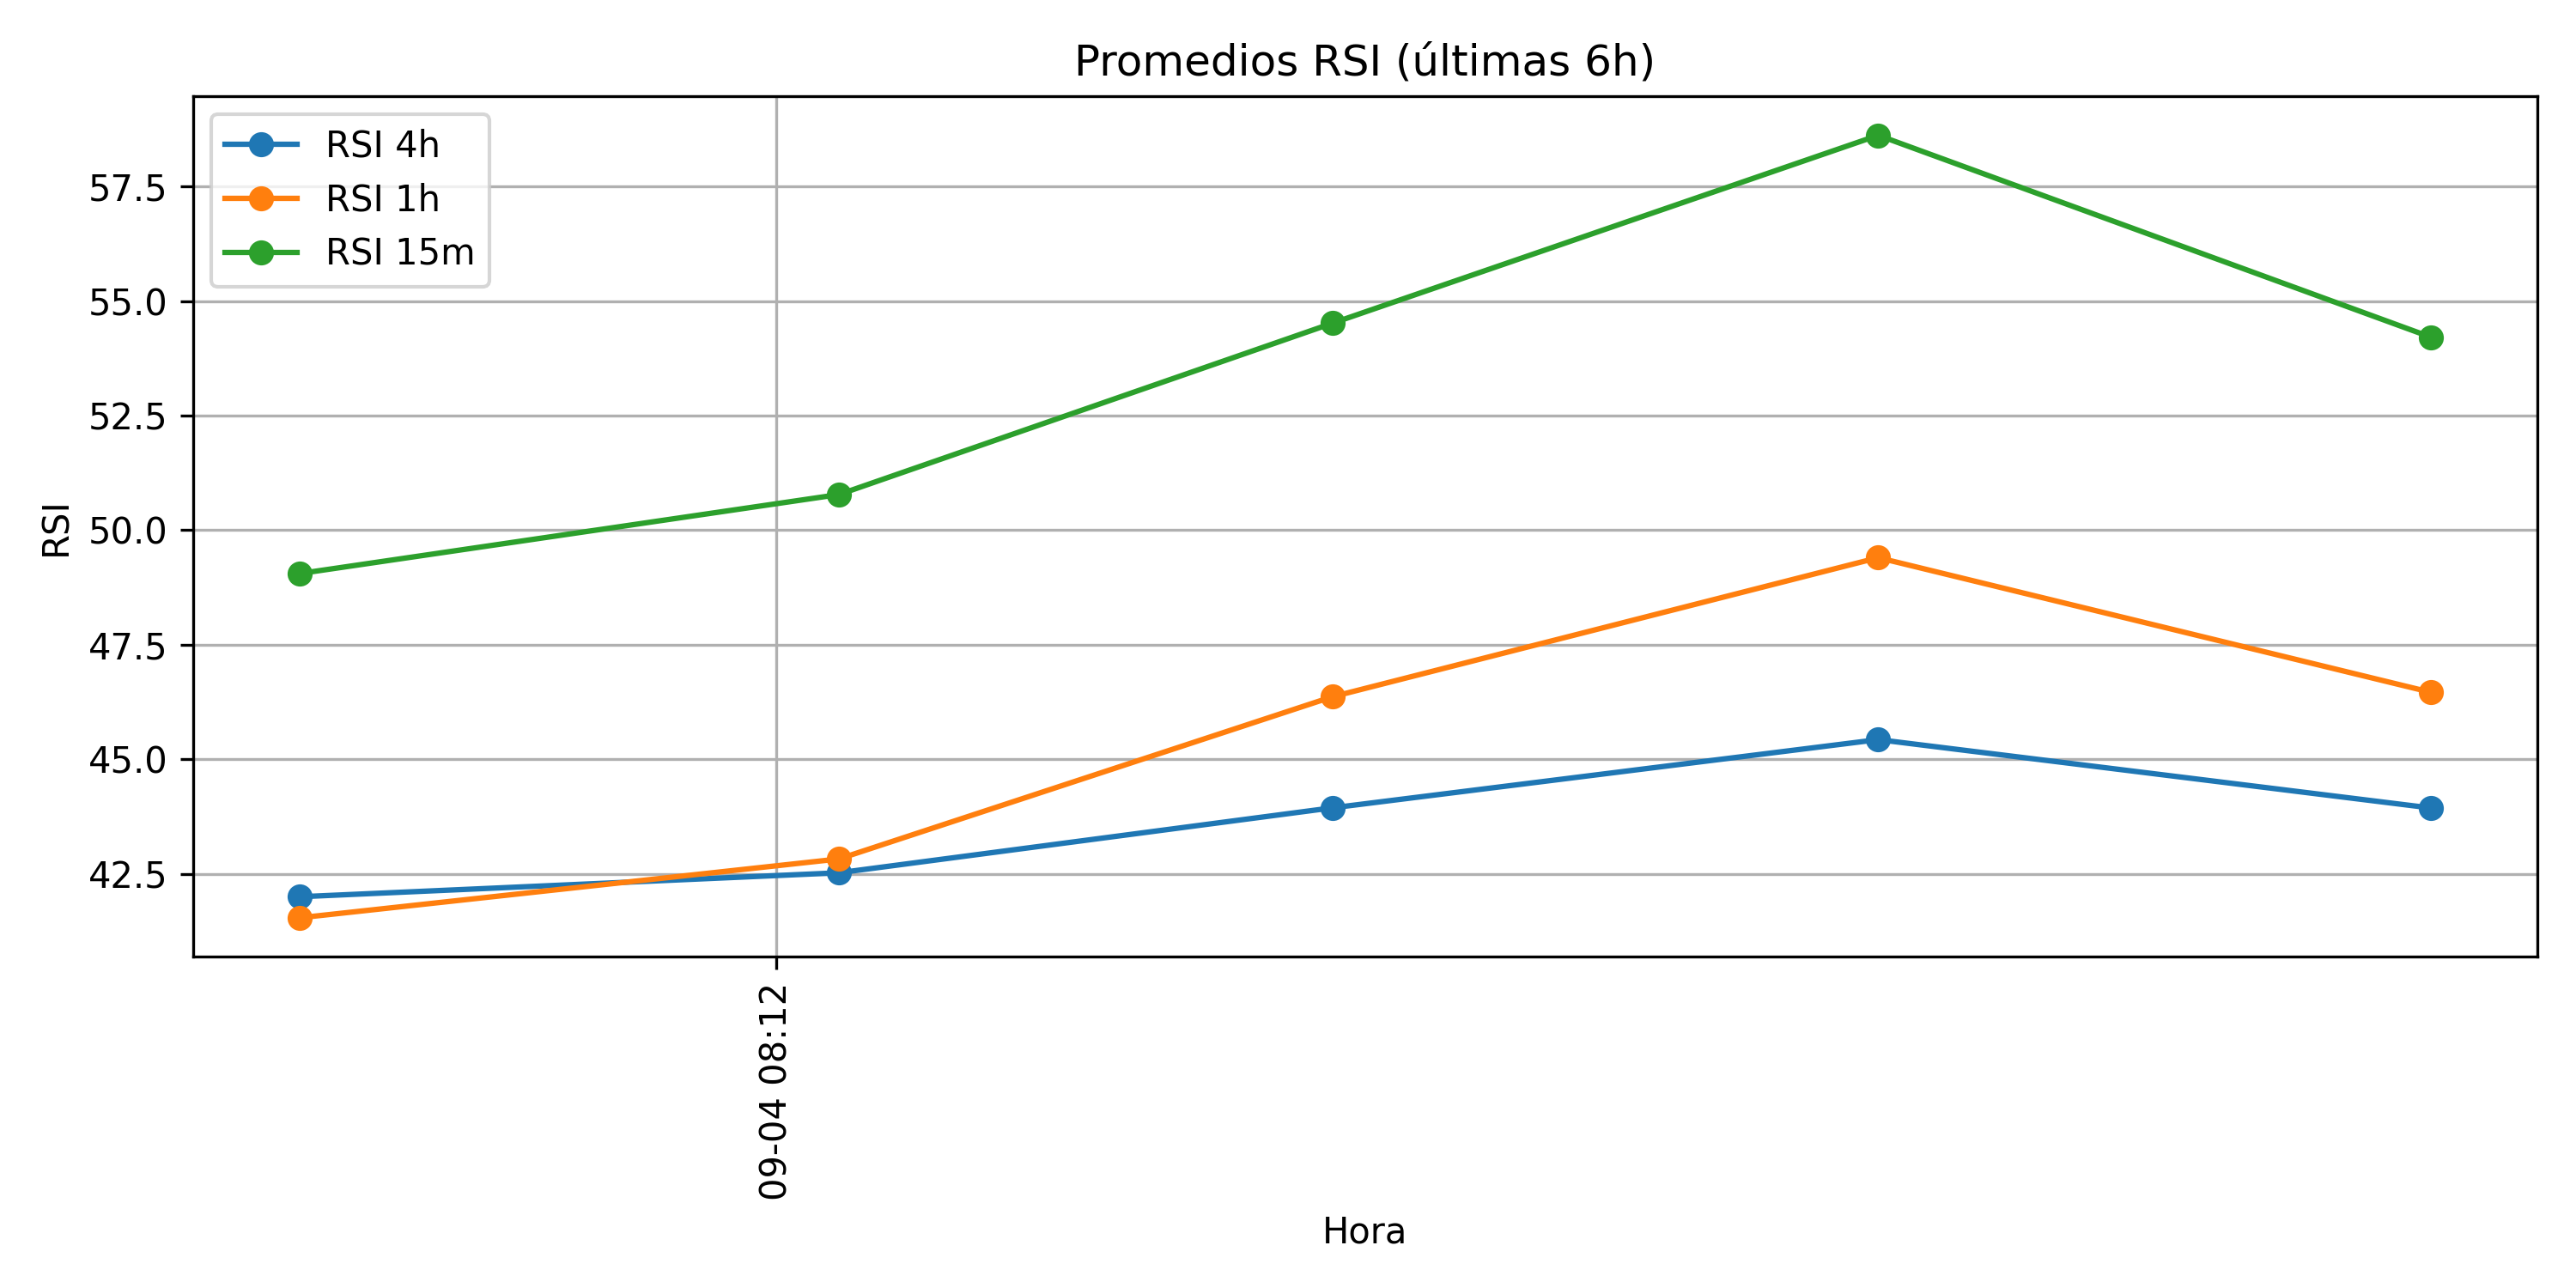 Promedios RSI (últimas 6h)
RSI 4h
RSI 1h
RSI 15m
57.5
55.0
52.5
50.0
47.5
45.0
42.5
RSI
09-04 08:12
Hora